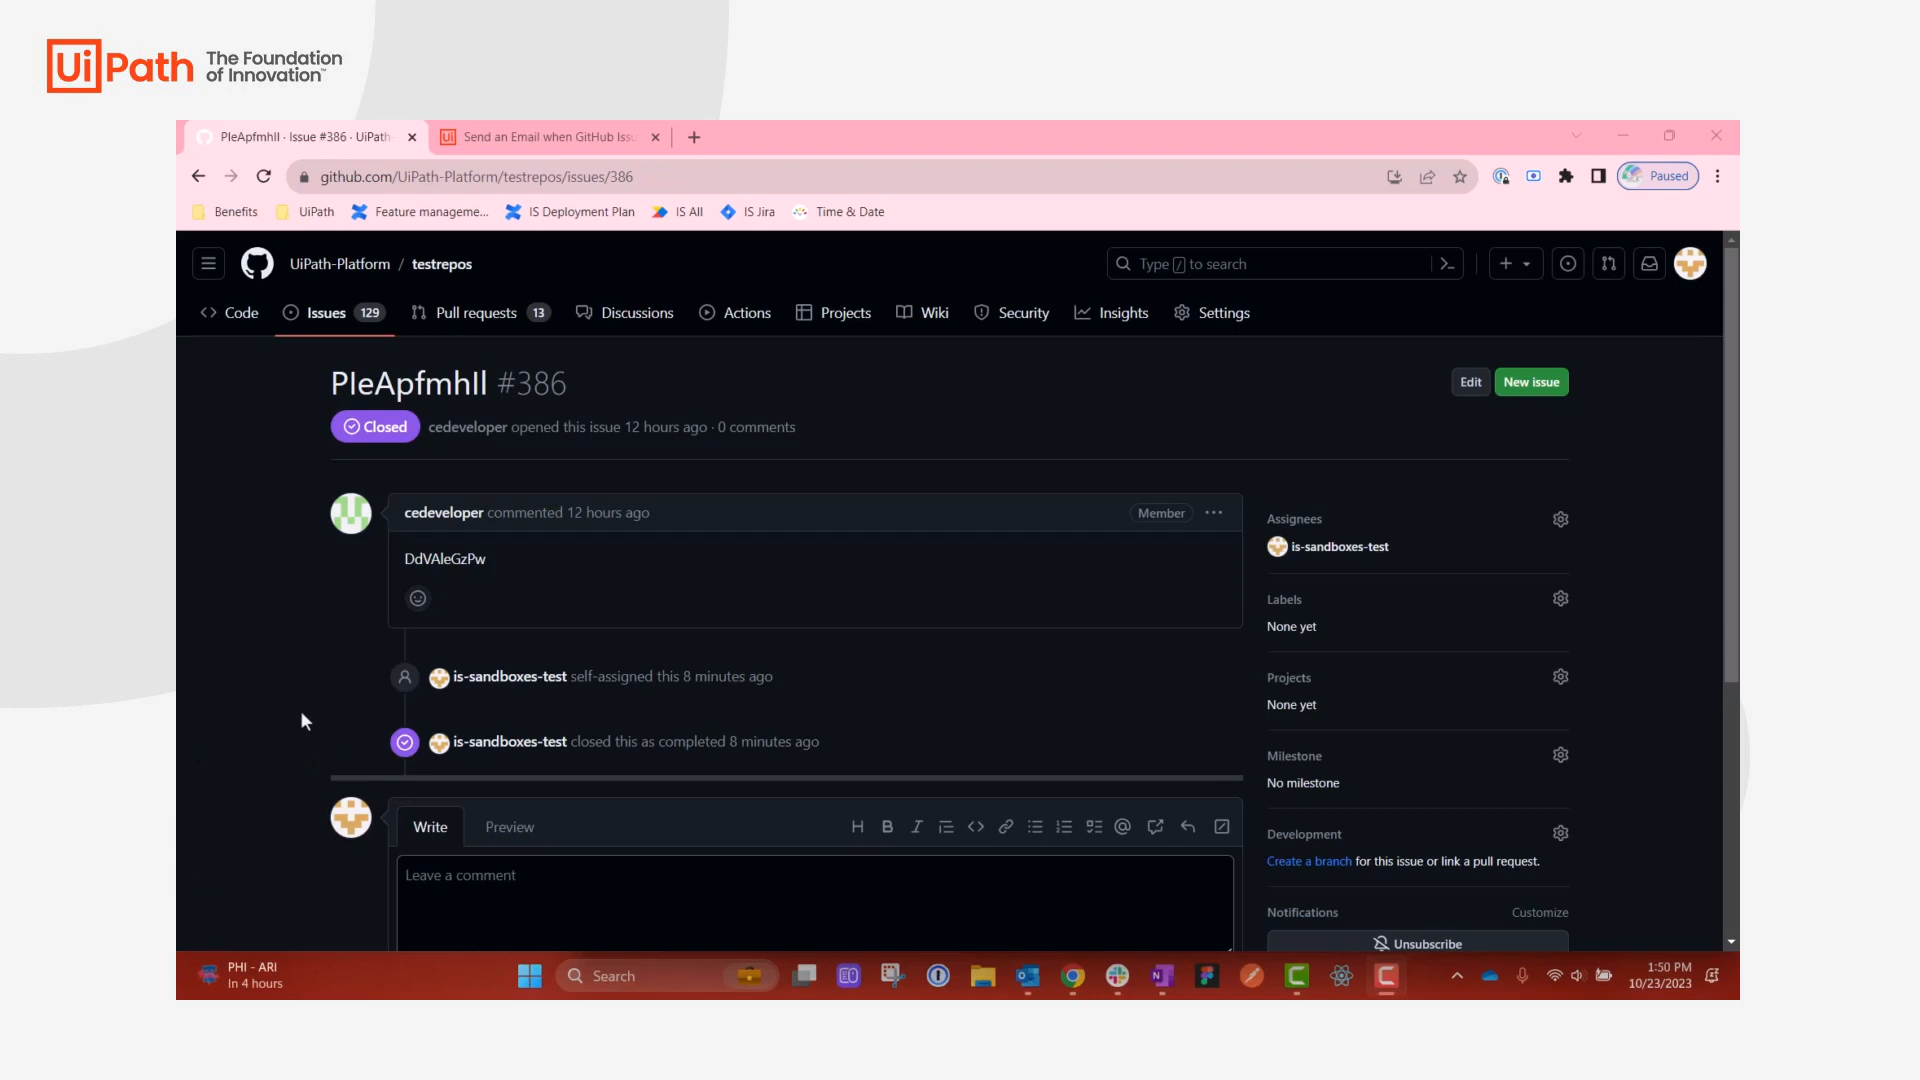 UiPath The Foundation of Innovation™
PIeApfmhIl · Issue #386 · UiPath-
Send an Email when GitHub Issu
github.com/UiPath-Platform/testrepos/issues/386
Paused
Benefits
UiPath
Feature manageme...
IS Deployment Plan
IS All
IS Jira
Time & Date
UiPath-Platform / testrepos
Type / to search
Code
Issues 129
Pull requests 13
Discussions
Actions
Projects
Wiki
Security
Insights
Settings
PIeApfmhIl #386
Edit
New issue
Closed
cedeveloper opened this issue 12 hours ago · 0 comments
cedeveloper commented 12 hours ago
Member
DdVAleGzPw
is-sandboxes-test self-assigned this 8 minutes ago
is-sandboxes-test closed this as completed 8 minutes ago
Write
Preview
Leave a comment
Assignees
is-sandboxes-test
Labels
None yet
Projects
None yet
Milestone
No milestone
Development
Create a branch for this issue or link a pull request.
Notifications
Customize
Unsubscribe
PHI - ARI
In 4 hours
Search
1:50 PM
10/23/2023